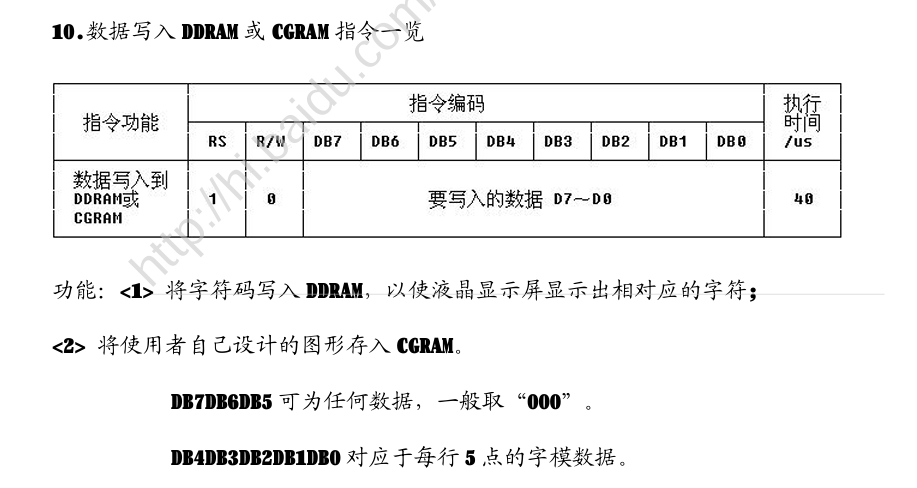 10.数据写入 DDRAM 或 CGRAM 指令一览
指令功能 指令编码 执行时间/us
RS R/W DB7 DB6 DB5 DB4 DB3 DB2 DB1 DB0
数据写入到DDRAM或CGRAM 1 0 要写入的数据 D7～D0 40
功能：<1> 将字符码写入 DDRAM，以使液晶显示屏显示出相对应的字符；
<2> 将使用者自己设计的图形存入 CGRAM。
DB7DB6DB5 可为任何数据，一般取“000”。
DB4DB3DB2DB1DB0 对应于每行 5 点的字模数据。
http://hi.baidu.com/